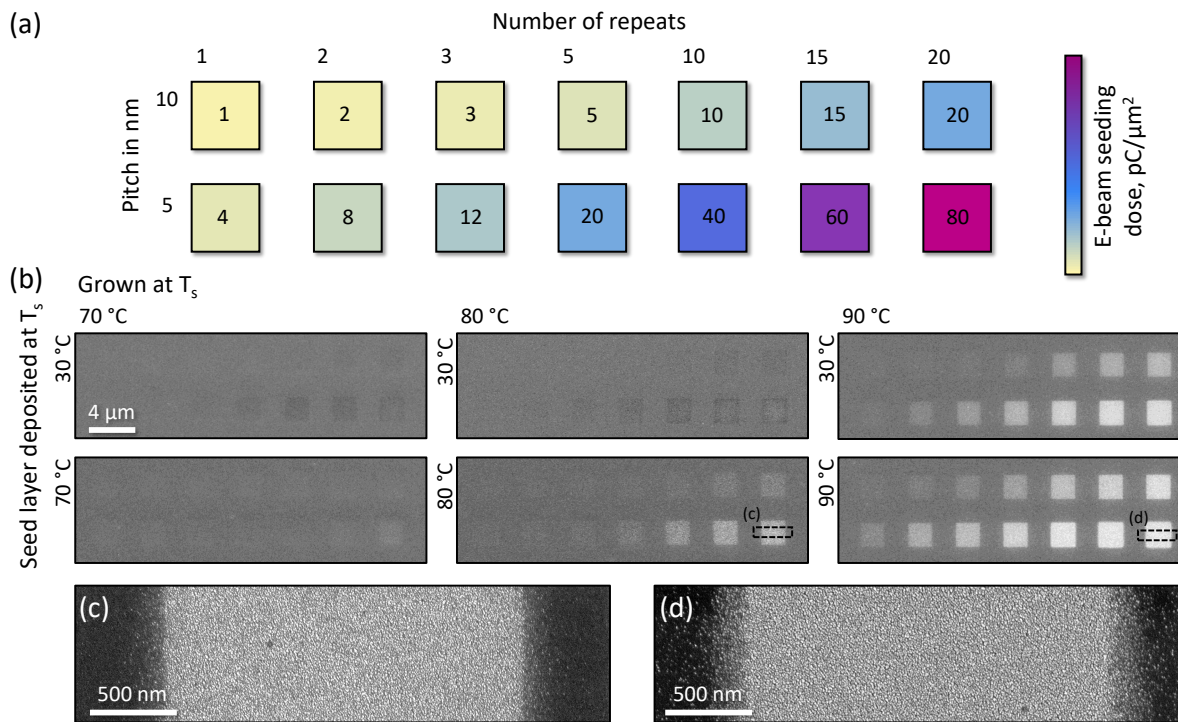 (a)
Number of repeats
1 2 3 5 10 15 20
Pitch in nm
10
1 2 3 5 10 15 20
5
4 8 12 20 40 60 80
E-beam seeding
dose, pC/μm²
(b)
Grown at Tₛ
70 °C 80 °C 90 °C
Seed layer deposited at Tₛ
30 °C 30 °C 30 °C
4 μm
70 °C 80 °C 90 °C
(c) (d)
(c) (d)
500 nm 500 nm